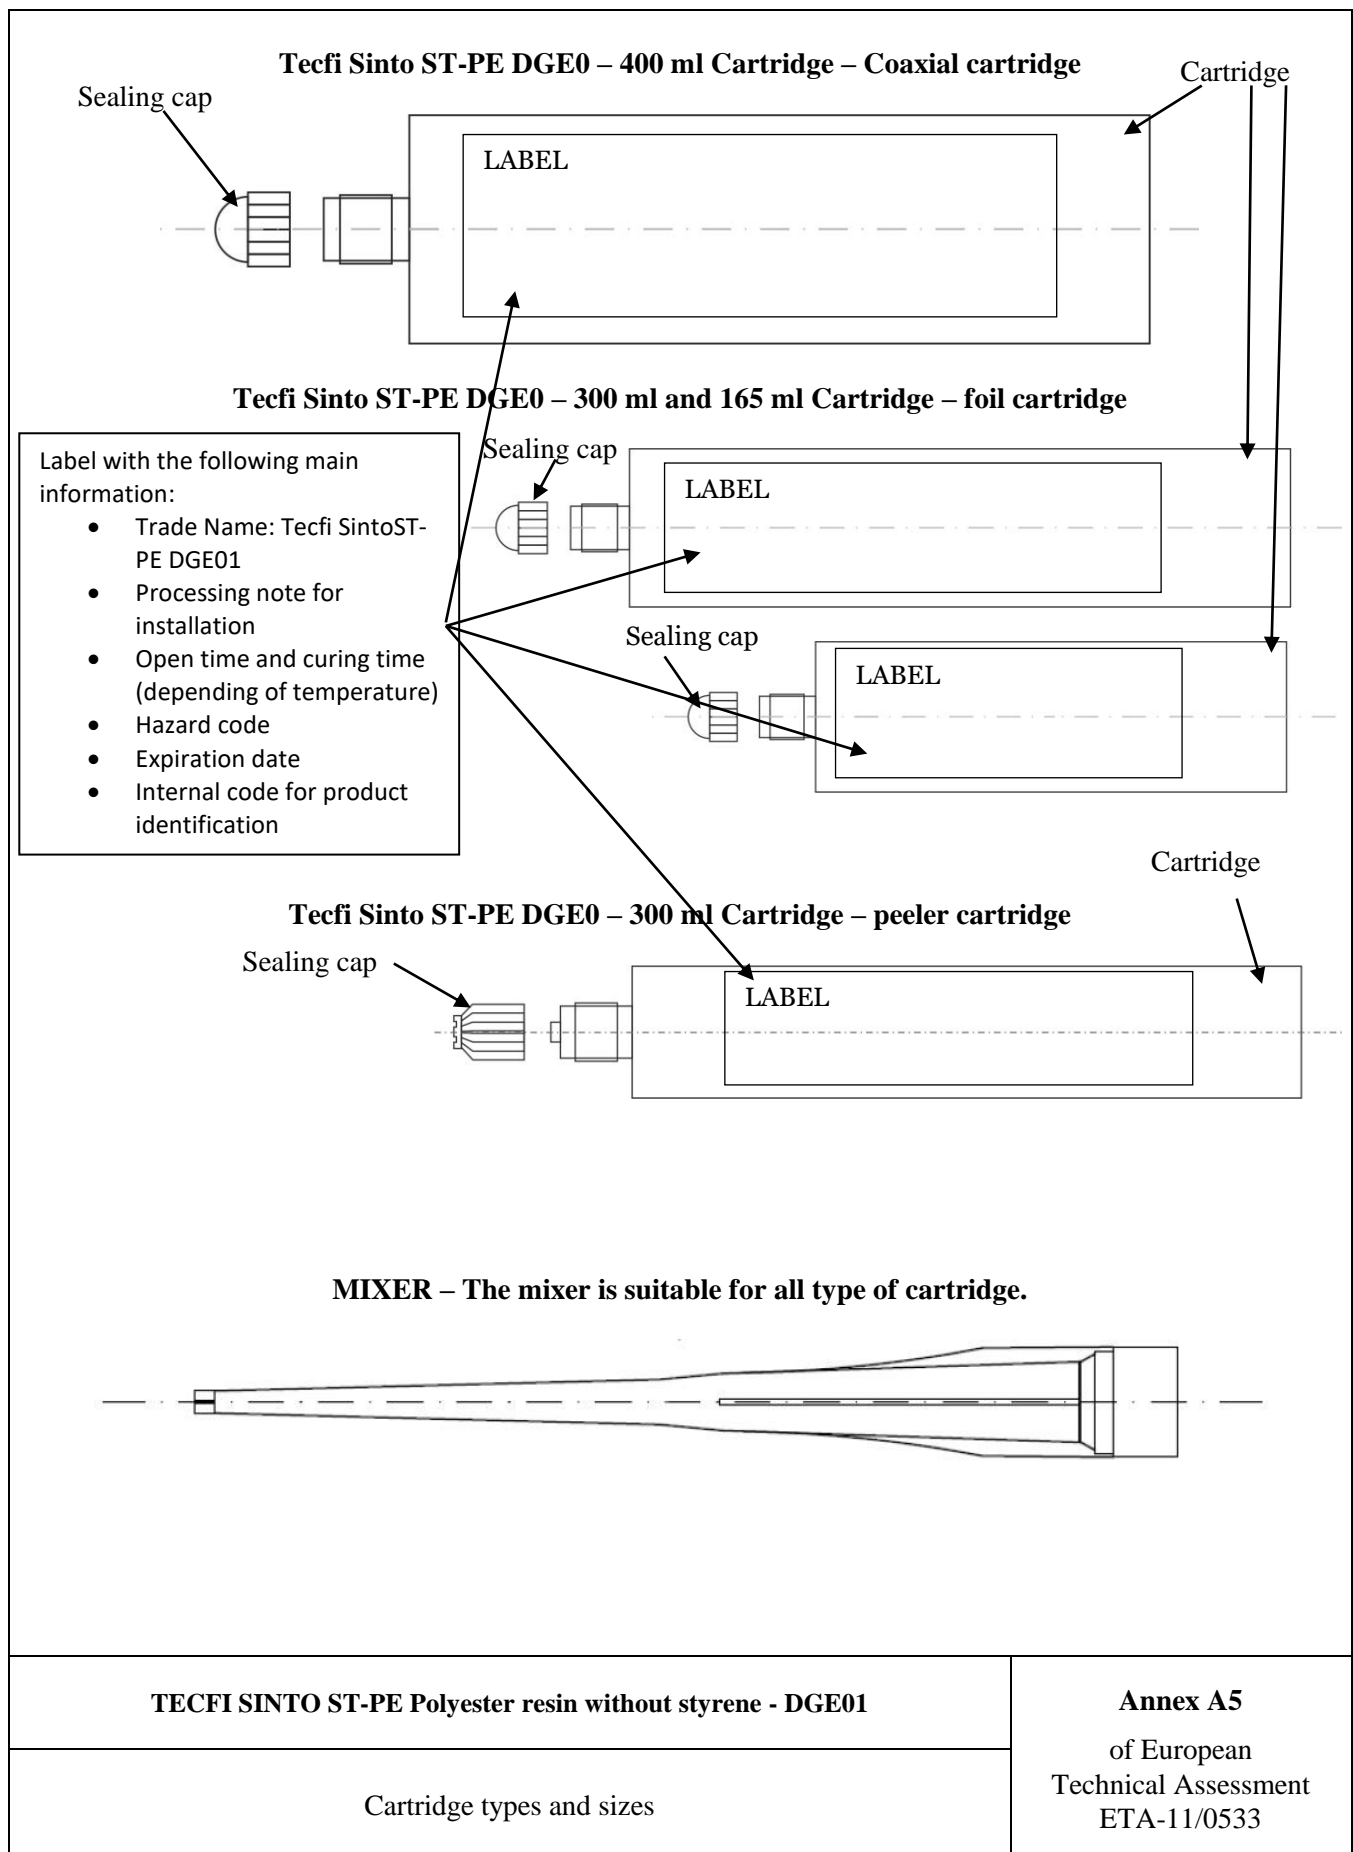 Tecfi Sinto ST-PE DGE0 – 400 ml Cartridge – Coaxial cartridge
Cartridge
Sealing cap
LABEL
Tecfi Sinto ST-PE DGE0 – 300 ml and 165 ml Cartridge – foil cartridge
Sealing cap
LABEL
Label with the following main
information:
• Trade Name: Tecfi SintoST-
PE DGE01
• Processing note for
installation
• Open time and curing time
(depending of temperature)
• Hazard code
• Expiration date
• Internal code for product
identification
Sealing cap
LABEL
Cartridge
Tecfi Sinto ST-PE DGE0 – 300 ml Cartridge – peeler cartridge
Sealing cap
LABEL
MIXER – The mixer is suitable for all type of cartridge.
TECFI SINTO ST-PE Polyester resin without styrene - DGE01
Cartridge types and sizes
Annex A5
of European
Technical Assessment
ETA-11/0533